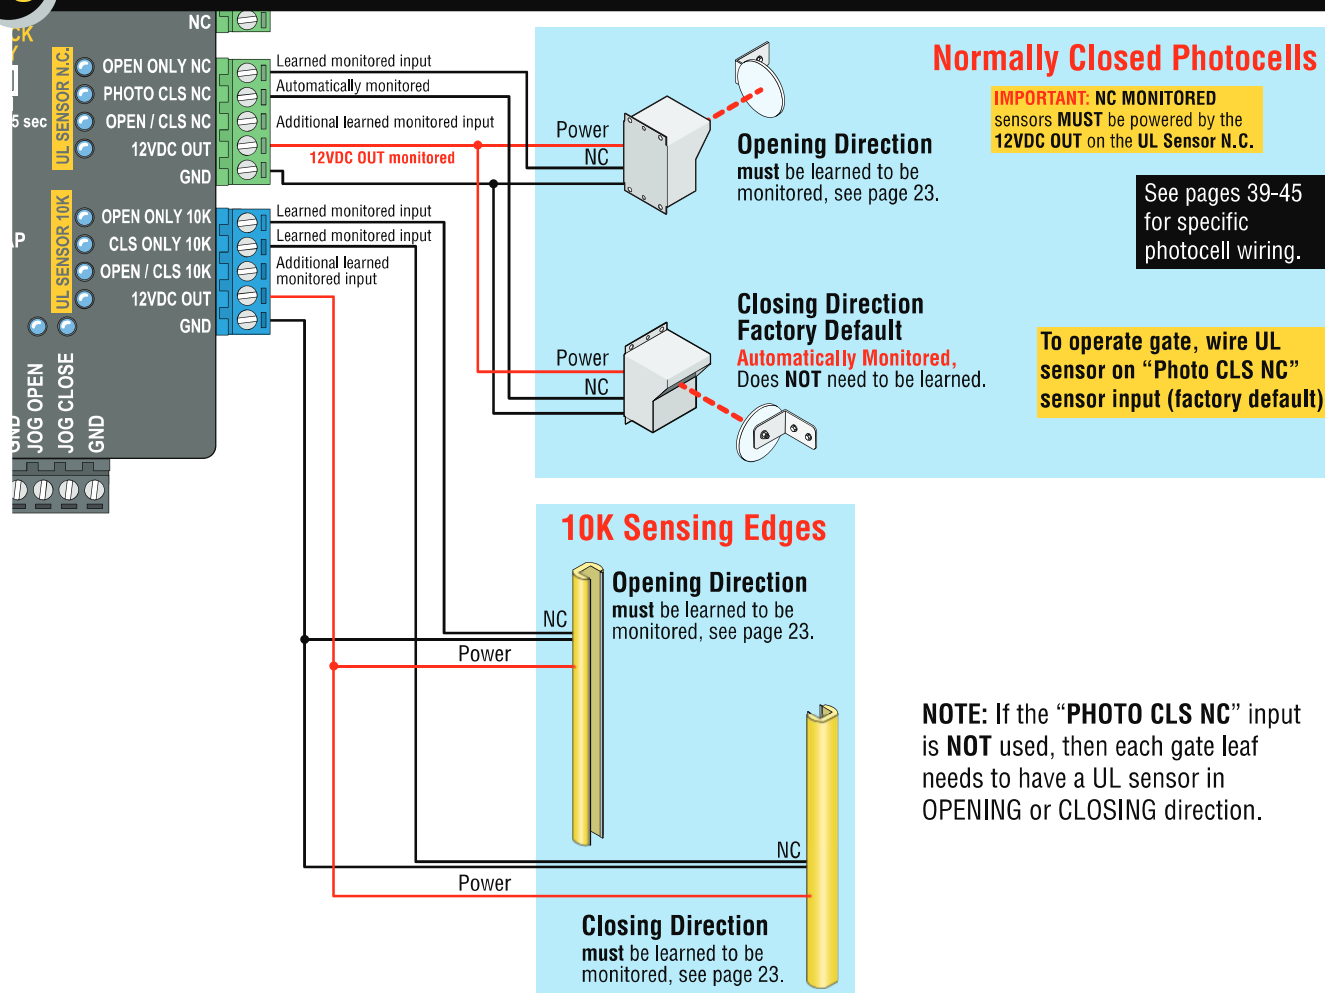 NC
CK
Y
5 sec
UL SENSOR N.C.
OPEN ONLY NC
PHOTO CLS NC
OPEN / CLS NC
12VDC OUT
GND
UL SENSOR 10K
OPEN ONLY 10K
CLS ONLY 10K
OPEN / CLS 10K
12VDC OUT
GND
AP
GND
JOG OPEN
JOG CLOSE
GND
Learned monitored input
Automatically monitored
Additional learned monitored input
12VDC OUT monitored
Learned monitored input
Learned monitored input
Additional learned
monitored input
Normally Closed Photocells
IMPORTANT: NC MONITORED
sensors MUST be powered by the
12VDC OUT on the UL Sensor N.C.
Power
NC
Opening Direction
must be learned to be
monitored, see page 23.
See pages 39-45
for specific
photocell wiring.
Closing Direction
Factory Default
Automatically Monitored,
Does NOT need to be learned.
Power
NC
To operate gate, wire UL
sensor on “Photo CLS NC”
sensor input (factory default)
10K Sensing Edges
Opening Direction
must be learned to be
monitored, see page 23.
NC
Power
NOTE: If the “PHOTO CLS NC” input
is NOT used, then each gate leaf
needs to have a UL sensor in
OPENING or CLOSING direction.
NC
Power
Closing Direction
must be learned to be
monitored, see page 23.